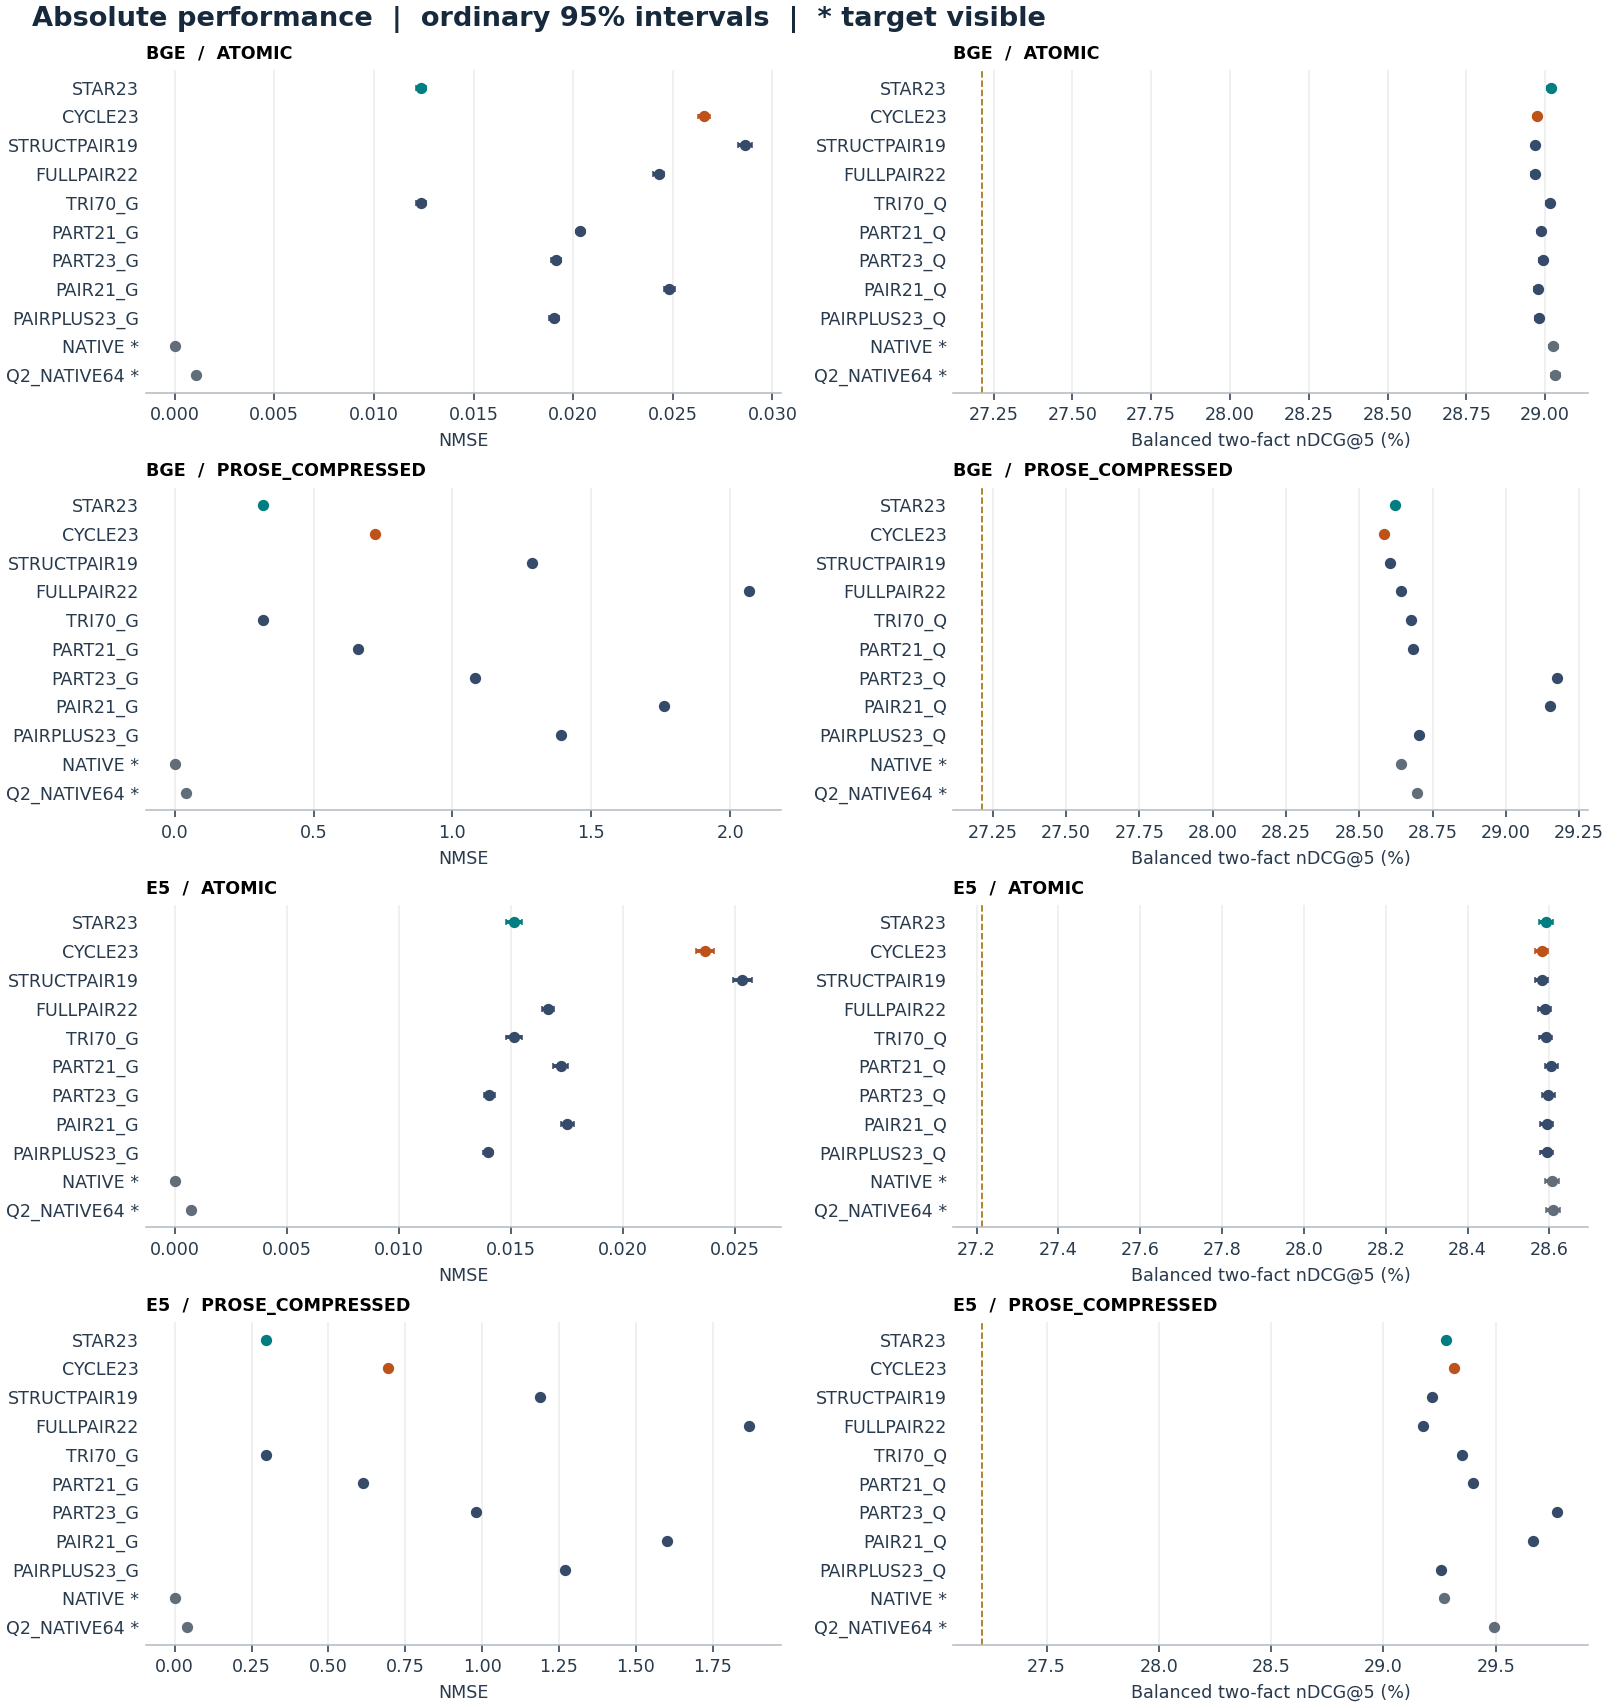 Absolute performance | ordinary 95% intervals | * target visible
BGE / ATOMIC
STAR23
CYCLE23
STRUCTPAIR19
FULLPAIR22
TRI70_G
PART21_G
PART23_G
PAIR21_G
PAIRPLUS23_G
NATIVE *
Q2_NATIVE64 *
0.000 0.005 0.010 0.015 0.020 0.025 0.030
NMSE
BGE / ATOMIC
STAR23
CYCLE23
STRUCTPAIR19
FULLPAIR22
TRI70_Q
PART21_Q
PART23_Q
PAIR21_Q
PAIRPLUS23_Q
NATIVE *
Q2_NATIVE64 *
27.25 27.50 27.75 28.00 28.25 28.50 28.75 29.00
Balanced two-fact nDCG@5 (%)
BGE / PROSE_COMPRESSED
STAR23
CYCLE23
STRUCTPAIR19
FULLPAIR22
TRI70_G
PART21_G
PART23_G
PAIR21_G
PAIRPLUS23_G
NATIVE *
Q2_NATIVE64 *
0.0 0.5 1.0 1.5 2.0
NMSE
BGE / PROSE_COMPRESSED
STAR23
CYCLE23
STRUCTPAIR19
FULLPAIR22
TRI70_Q
PART21_Q
PART23_Q
PAIR21_Q
PAIRPLUS23_Q
NATIVE *
Q2_NATIVE64 *
27.25 27.50 27.75 28.00 28.25 28.50 28.75 29.00 29.25
Balanced two-fact nDCG@5 (%)
E5 / ATOMIC
STAR23
CYCLE23
STRUCTPAIR19
FULLPAIR22
TRI70_G
PART21_G
PART23_G
PAIR21_G
PAIRPLUS23_G
NATIVE *
Q2_NATIVE64 *
0.000 0.005 0.010 0.015 0.020 0.025
NMSE
E5 / ATOMIC
STAR23
CYCLE23
STRUCTPAIR19
FULLPAIR22
TRI70_Q
PART21_Q
PART23_Q
PAIR21_Q
PAIRPLUS23_Q
NATIVE *
Q2_NATIVE64 *
27.2 27.4 27.6 27.8 28.0 28.2 28.4 28.6
Balanced two-fact nDCG@5 (%)
E5 / PROSE_COMPRESSED
STAR23
CYCLE23
STRUCTPAIR19
FULLPAIR22
TRI70_G
PART21_G
PART23_G
PAIR21_G
PAIRPLUS23_G
NATIVE *
Q2_NATIVE64 *
0.00 0.25 0.50 0.75 1.00 1.25 1.50 1.75
NMSE
E5 / PROSE_COMPRESSED
STAR23
CYCLE23
STRUCTPAIR19
FULLPAIR22
TRI70_Q
PART21_Q
PART23_Q
PAIR21_Q
PAIRPLUS23_Q
NATIVE *
Q2_NATIVE64 *
27.5 28.0 28.5 29.0 29.5
Balanced two-fact nDCG@5 (%)